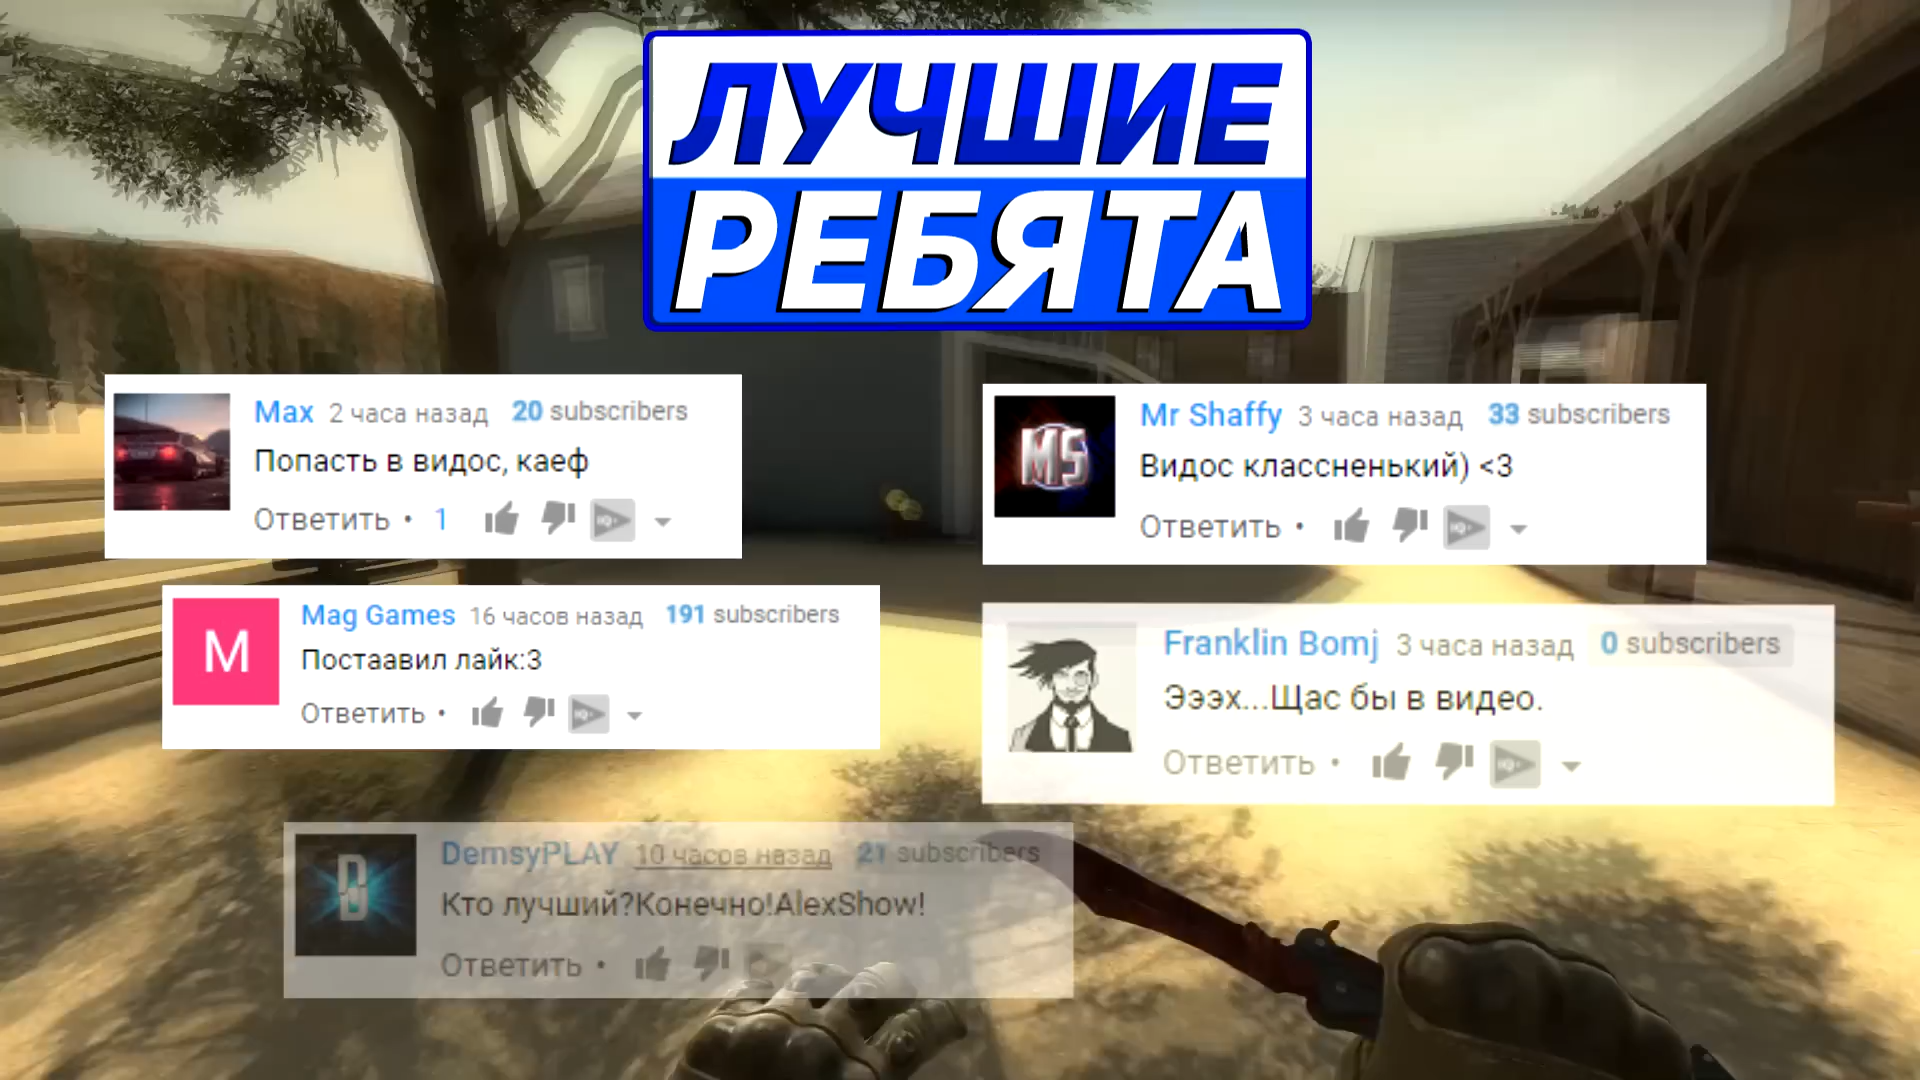 ЛУЧШИЕ
РЕБЯТА
Max 2 часа назад 20 subscribers
Попасть в видос, каеф
Ответить • 1
Mr Shaffy 3 часа назад 33 subscribers
MS
Видос классненький) <3
Ответить •
Mag Games 16 часов назад 191 subscribers
M
Постаавил лайк:3
Ответить •
Franklin Bomj 3 часа назад 0 subscribers
Эээх...Щас бы в видео.
Ответить •
DemsyPLAY 10 часов назад 21 subscribers
D
Кто лучший?Конечно!AlexShow!
Ответить •